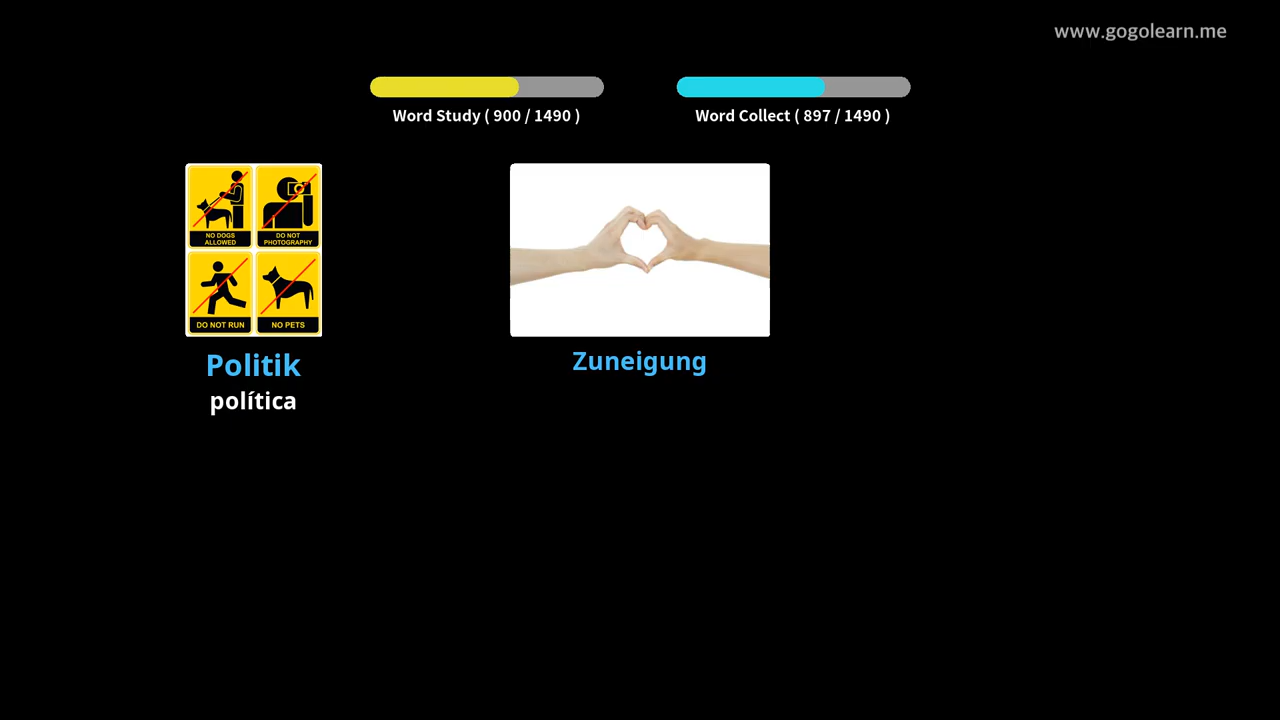 www.gogolearn.me
Word Study ( 900 / 1490 )
Word Collect ( 897 / 1490 )
NO DOGS
ALLOWED
DO NOT
PHOTOGRAPHY
DO NOT RUN
NO PETS
Politik
política
Zuneigung